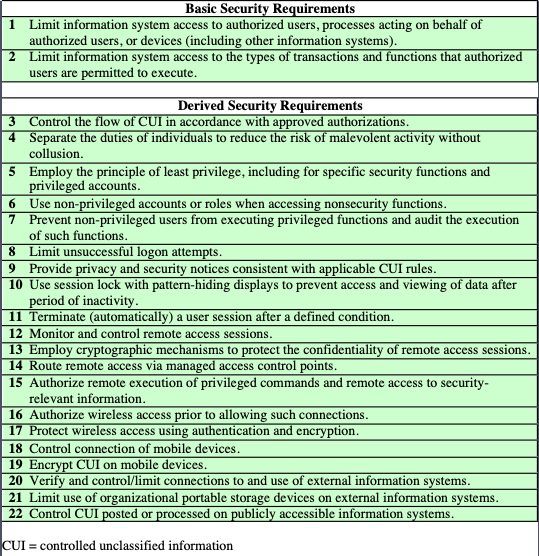 Basic Security Requirements
1 Limit information system access to authorized users, processes acting on behalf of
authorized users, or devices (including other information systems).
2 Limit information system access to the types of transactions and functions that authorized
users are permitted to execute.
Derived Security Requirements
3 Control the flow of CUI in accordance with approved authorizations.
4 Separate the duties of individuals to reduce the risk of malevolent activity without
collusion.
5 Employ the principle of least privilege, including for specific security functions and
privileged accounts.
6 Use non-privileged accounts or roles when accessing nonsecurity functions.
7 Prevent non-privileged users from executing privileged functions and audit the execution
of such functions.
8 Limit unsuccessful logon attempts.
9 Provide privacy and security notices consistent with applicable CUI rules.
10 Use session lock with pattern-hiding displays to prevent access and viewing of data after
period of inactivity.
11 Terminate (automatically) a user session after a defined condition.
12 Monitor and control remote access sessions.
13 Employ cryptographic mechanisms to protect the confidentiality of remote access sessions.
14 Route remote access via managed access control points.
15 Authorize remote execution of privileged commands and remote access to security-
relevant information.
16 Authorize wireless access prior to allowing such connections.
17 Protect wireless access using authentication and encryption.
18 Control connection of mobile devices.
19 Encrypt CUI on mobile devices.
20 Verify and control/limit connections to and use of external information systems.
21 Limit use of organizational portable storage devices on external information systems.
22 Control CUI posted or processed on publicly accessible information systems.
CUI = controlled unclassified information